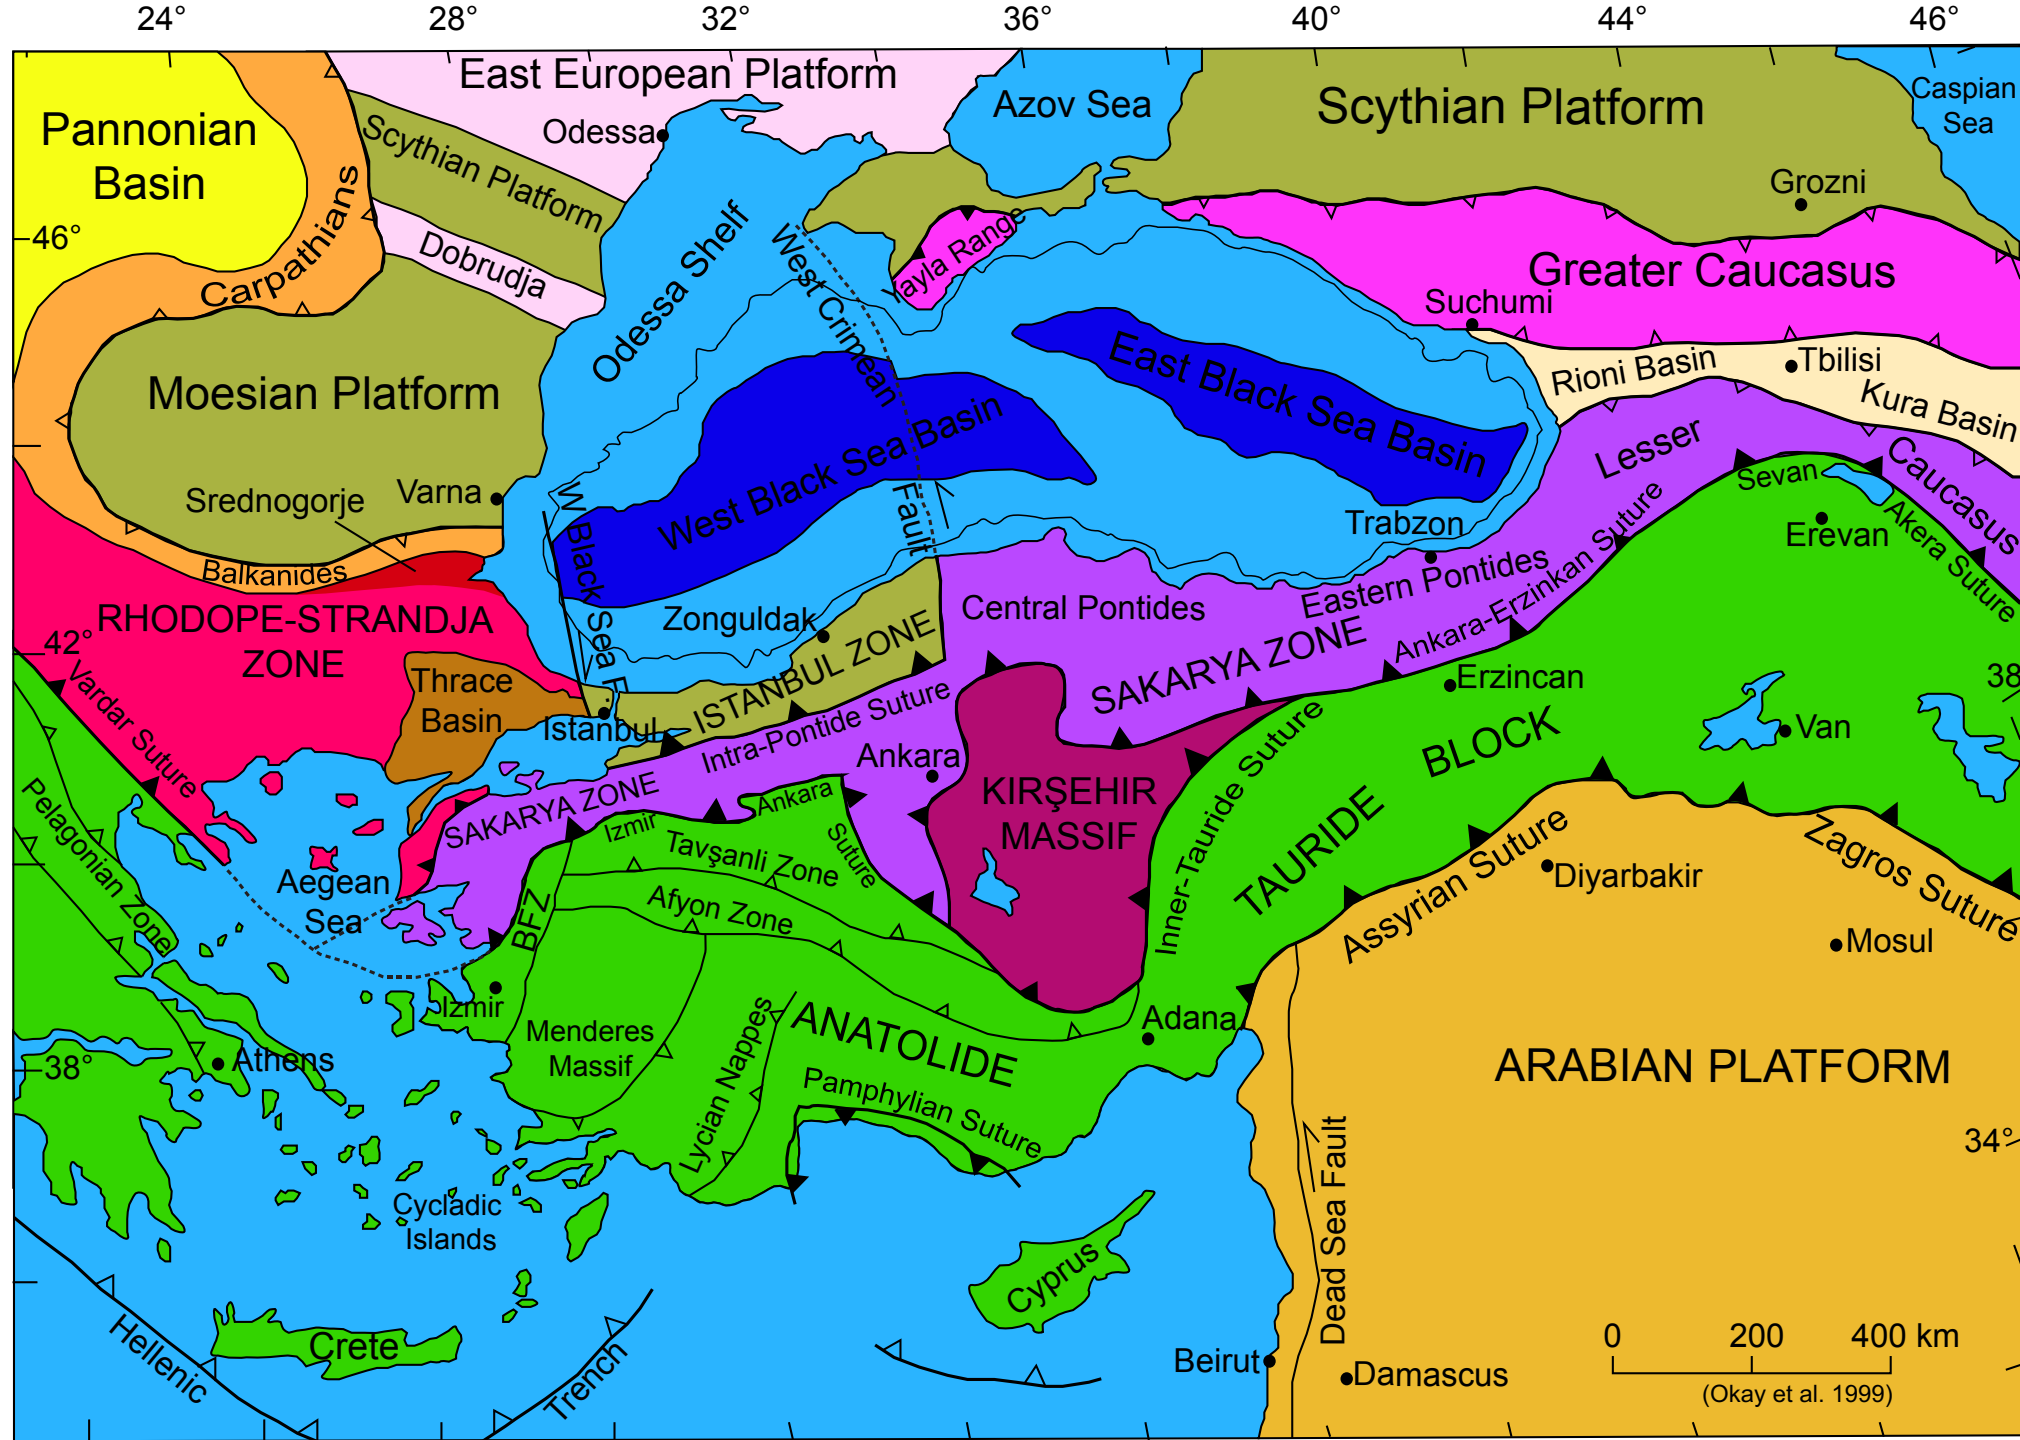 24°
28°
32°
36°
40°
44°
46°
East European Platform
Azov Sea
Scythian Platform
Caspian
Sea
Pannonian
Basin
Scythian Platform
Odessa
Grozni
Carpathians
46°
Dobrudja
Odessa Shelf
West Crimean
Fault
Yayla Range
Greater Caucasus
Suchumi
Rioni Basin
Tbilisi
Kura Basin
East Black Sea Basin
Moesian Platform
West Black Sea Basin
Lesser
Caucasus
Srednogorje
Varna
W Black Sea F.
Sevan
Akera Suture
Trabzon
Erevan
Balkanides
Zonguldak
Central Pontides
Eastern Pontides
Ankara-Erzinkan Suture
RHODOPE-STRANDJA
ZONE
42°
ISTANBUL ZONE
SAKARYA ZONE
Erzincan
38
Vardar Suture
Thrace
Basin
Istanbul
Intra-Pontide Suture
Ankara
Van
BLOCK
Inner-Tauride Suture
KIRŞEHIR
MASSIF
SAKARYA ZONE
Izmir
Ankara
Suture
Pelagonian Zone
Tavşanli Zone
TAURIDE
Assyrian Suture
Zagros Suture
Diyarbakir
Aegean
Sea
BFZ
Afyon Zone
Mosul
Izmir
Menderes
Massif
Lycian Nappes
ANATOLIDE
Adana
Athens
38°
Pamphylian Suture
ARABIAN PLATFORM
Dead Sea Fault
34°
Cycladic
Islands
Cyprus
Hellenic
Trench
Crete
Beirut
Damascus
0 200 400 km
(Okay et al. 1999)